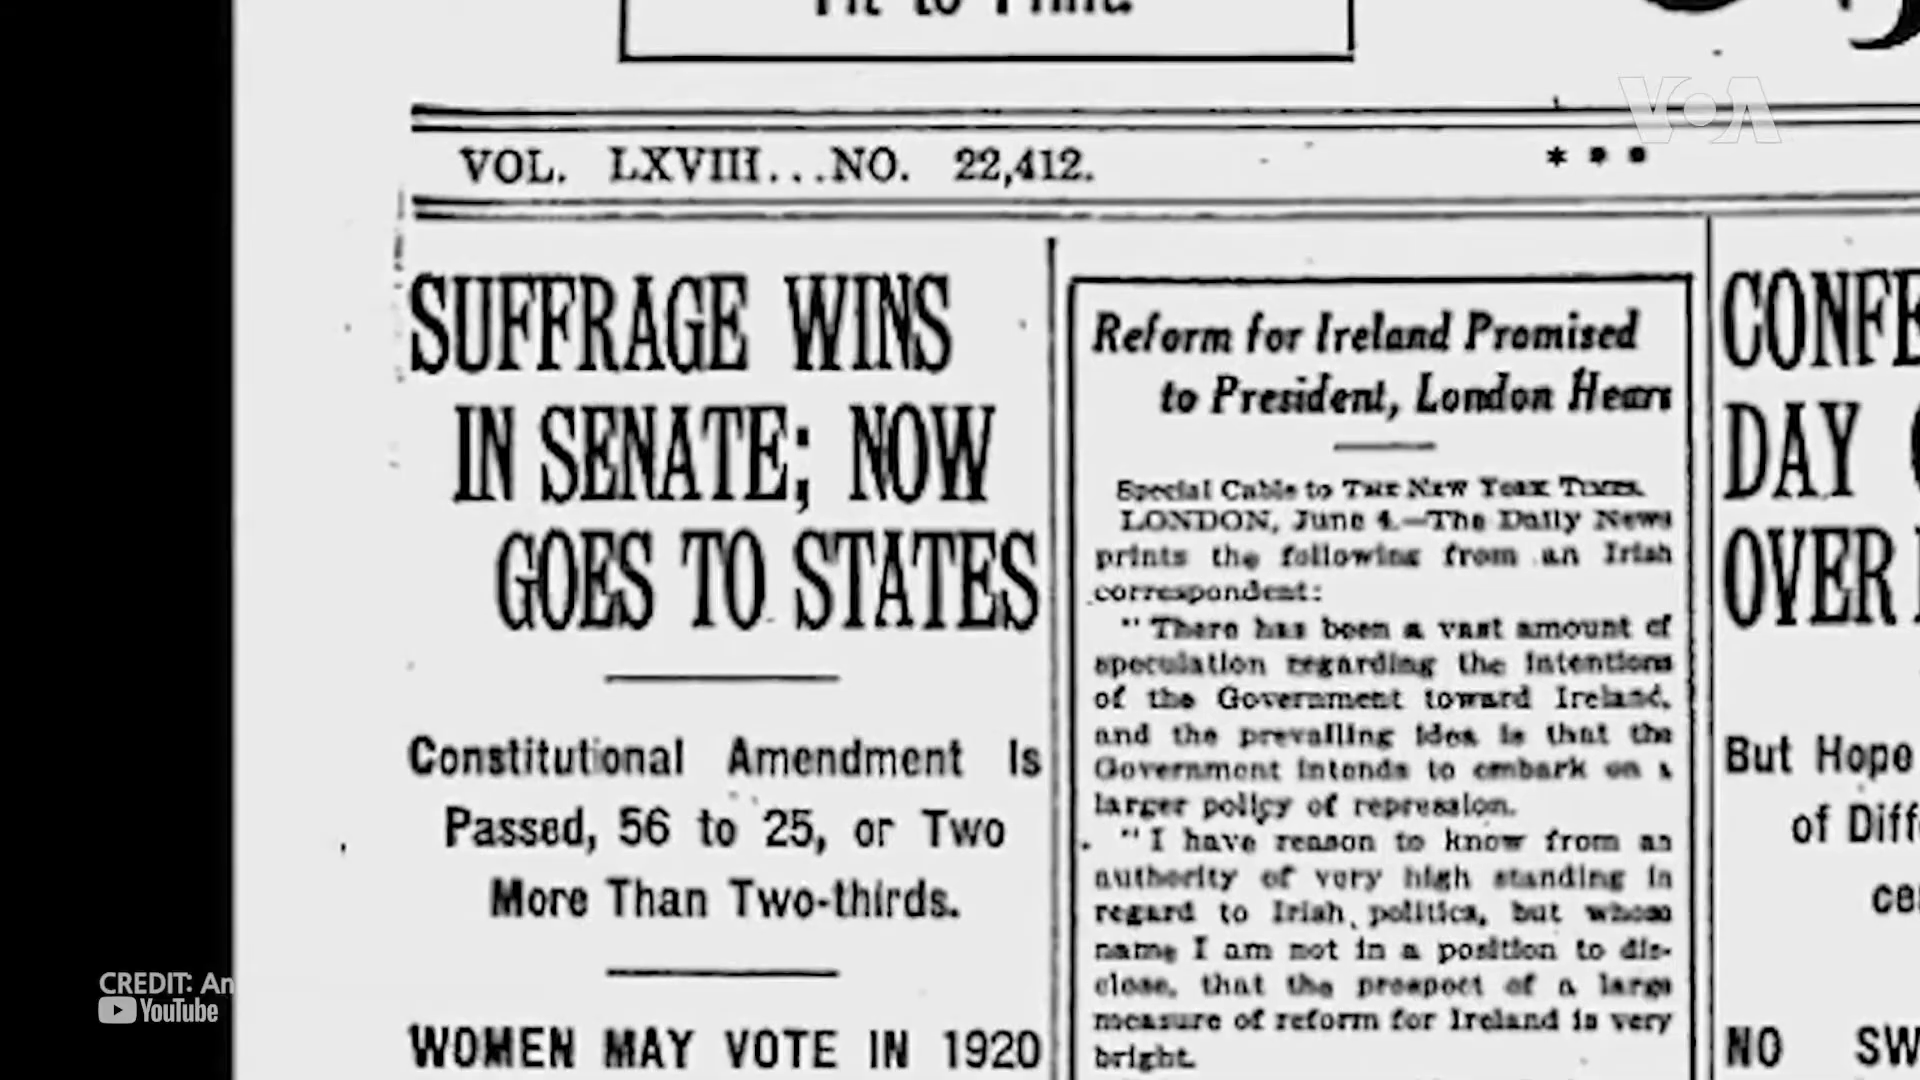 Fit to Print."
VOL. LXVIII...NO. 22,412.
* * *
VOA
SUFFRAGE WINS
IN SENATE; NOW
GOES TO STATES
Constitutional Amendment Is
Passed, 56 to 25, or Two
More Than Two-thirds.
WOMEN MAY VOTE IN 1920
Reform for Ireland Promised
to President, London Hears
Special Cable to THE NEW YORK TIMES.
LONDON, June 4.—The Daily News
prints the following from an Irish
correspondent:
"There has been a vast amount of
speculation regarding the intentions
of the Government toward Ireland,
and the prevailing idea is that the
Government intends to embark on a
larger policy of repression.
"I have reason to know from an
authority of very high standing in
regard to Irish politics, but whose
name I am not in a position to dis-
close, that the prospect of a large
measure of reform for Ireland is very
bright.
CONFE
DAY
OVER
But Hope
of Diff
ce
NO SW
CREDIT: An
YouTube